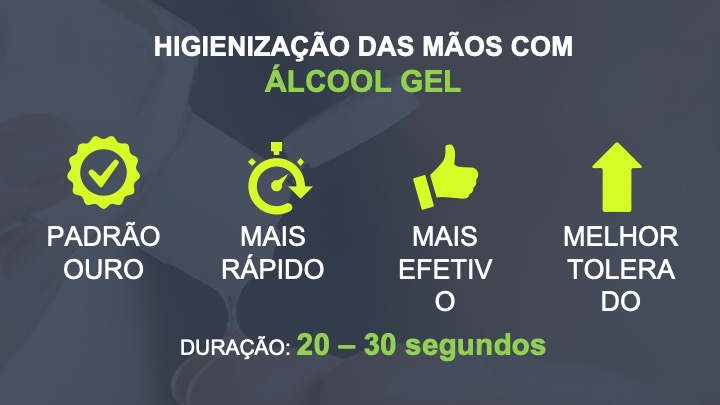 HIGIENIZAÇÃO DAS MÃOS COM
ÁLCOOL GEL
PADRÃO
OURO
MAIS
RÁPIDO
MAIS
EFETIV
O
MELHOR
TOLERA
DO
DURAÇÃO: 20 – 30 segundos